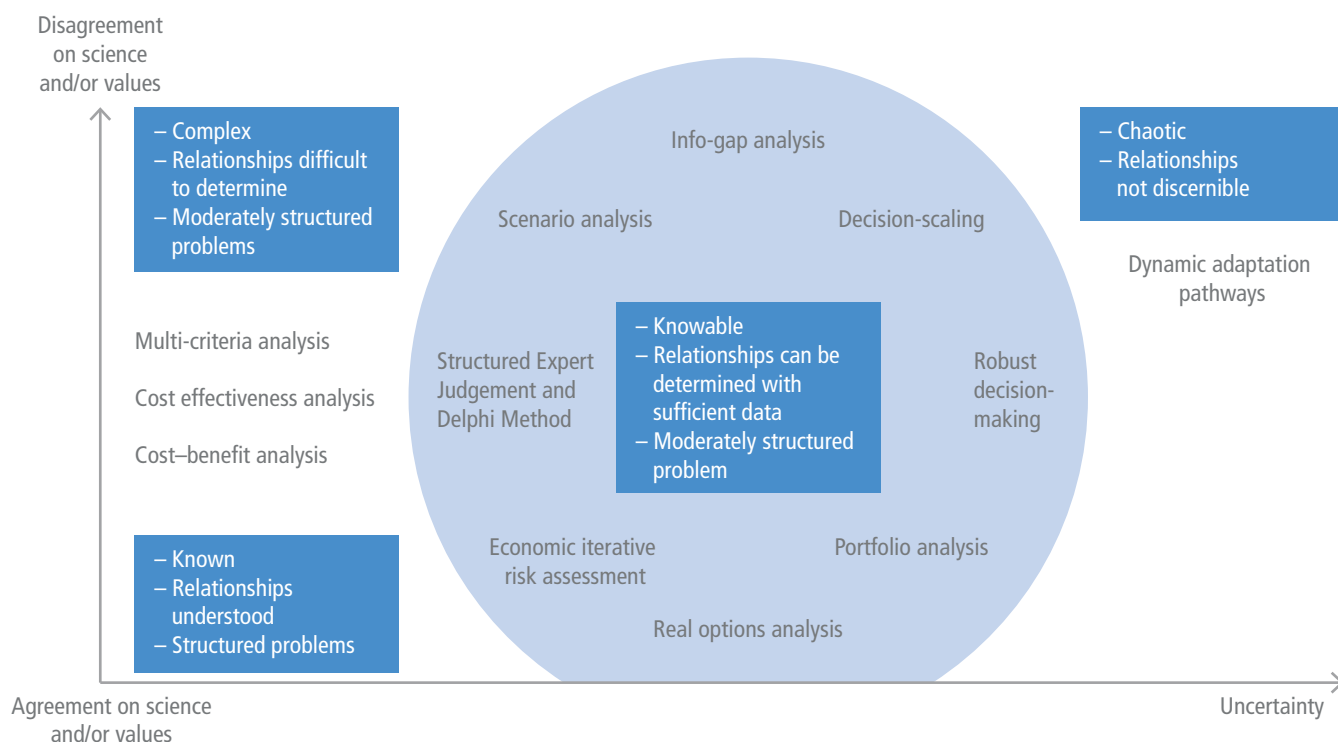 Disagreement
on science
and/or values
– Complex
– Relationships difficult
to determine
– Moderately structured
problems
Info-gap analysis
– Chaotic
– Relationships
not discernible
Scenario analysis
Decision-scaling
Dynamic adaptation
pathways
Multi-criteria analysis
Cost effectiveness analysis
Cost–benefit analysis
Structured Expert
Judgement and
Delphi Method
– Knowable
– Relationships can be
determined with
sufficient data
– Moderately structured
problem
Robust
decision-
making
– Known
– Relationships
understood
– Structured problems
Economic iterative
risk assessment
Portfolio analysis
Real options analysis
Agreement on science
and/or values
Uncertainty